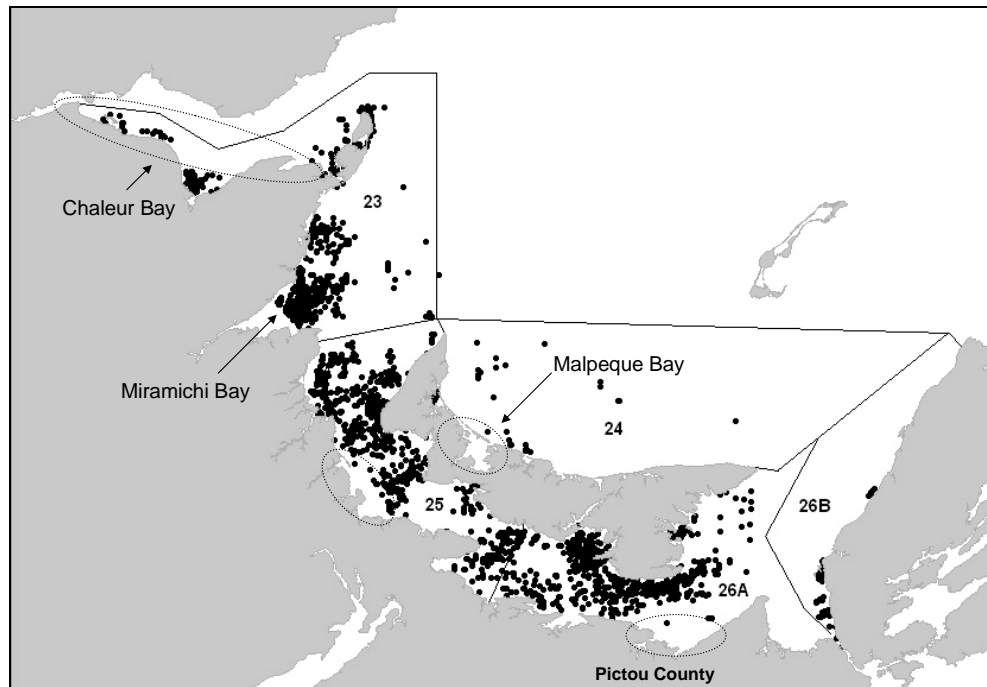 23
Chaleur Bay
Miramichi Bay
Malpeque Bay
24
25
26B
26A
Pictou County